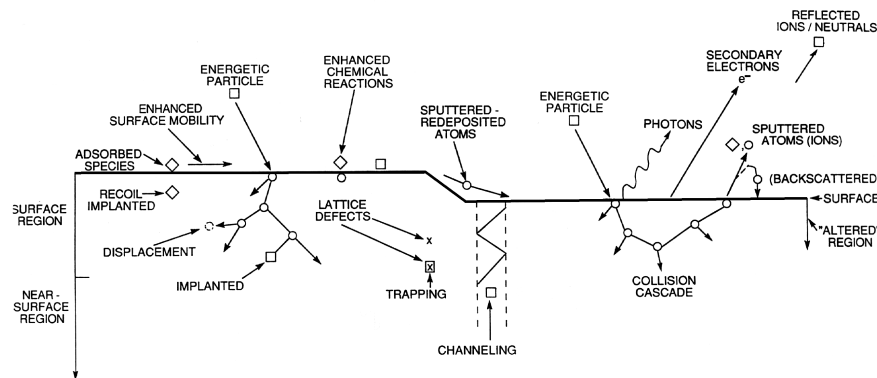 REFLECTED
IONS / NEUTRALS
SECONDARY
ELECTRONS
e–
ENHANCED
CHEMICAL
REACTIONS
ENERGETIC
PARTICLE
ENHANCED
SURFACE MOBILITY
SPUTTERED -
REDEPOSITED
ATOMS
ENERGETIC
PARTICLE
PHOTONS
SPUTTERED
ATOMS (IONS)
ADSORBED
SPECIES
(BACKSCATTERED
RECOIL
IMPLANTED
SURFACE
SURFACE
REGION
LATTICE
DEFECTS
x
"ALTERED"
REGION
DISPLACEMENT
x
IMPLANTED
TRAPPING
COLLISION
CASCADE
NEAR -
SURFACE
REGION
CHANNELING